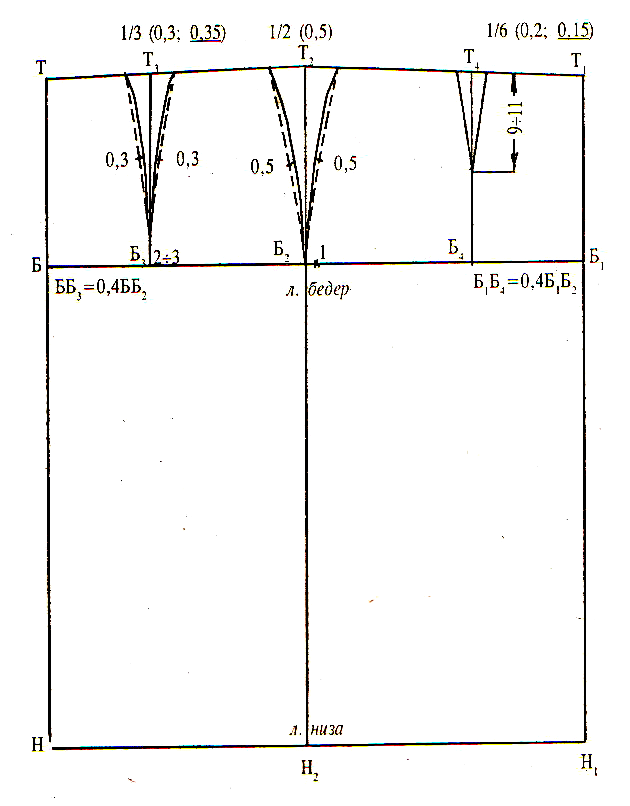 1/3 (0,3; 0,35) 1/2 (0,5) 1/6 (0,2; 0,15)
Т Т₃ Т₂ Т₄ Т₁
9÷11
0,3 0,3 0,5 0,5
Б Б₃ 2÷3 Б₂ 1 Б₄ Б₁
ББ₃=0,4ББ₂ л. бедер Б₁Б₄=0,4Б₁Б₂
л. низа
Н Н₂ Н₁